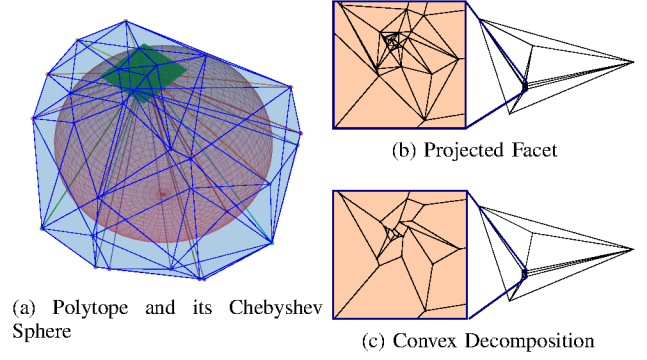 (a) Polytope and its Chebyshev
Sphere
(b) Projected Facet
(c) Convex Decomposition